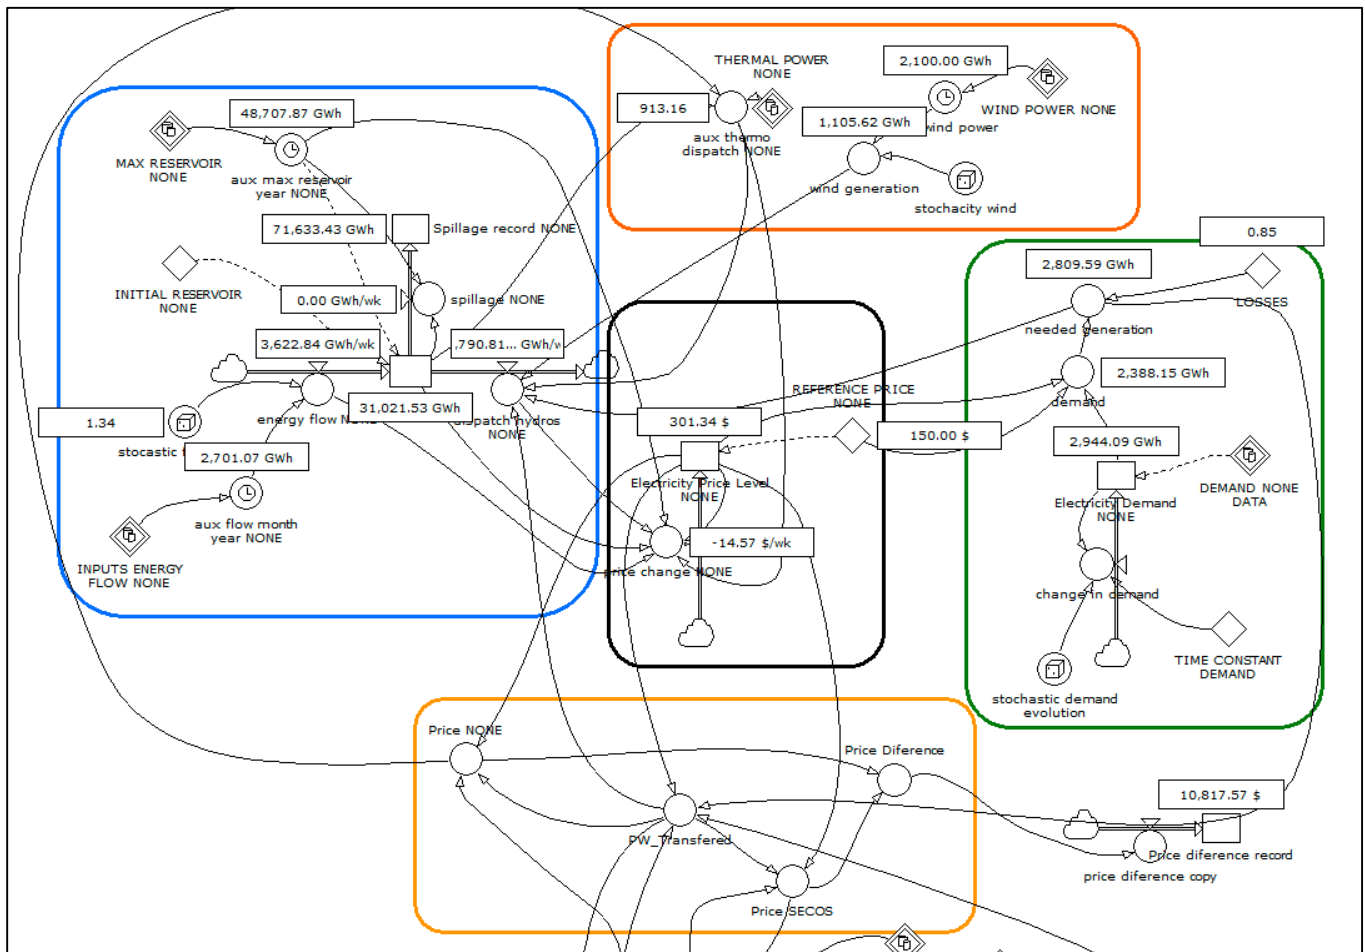 THERMAL POWER
NONE
2,100.00 GWh
913.16
WIND POWER NONE
1,105.62 GWh
wind power
aux thermo
dispatch NONE
wind generation
stochacity wind
48,707.87 GWh
MAX RESERVOIR
NONE
aux max reservoir
year NONE
71,633.43 GWh
Spillage record NONE
INITIAL RESERVOIR
NONE
0.00 GWh/wk
spillage NONE
3,622.84 GWh/wk
,790.81... GWh/w
31,021.53 GWh
energy flow NONE
dispatch hydros
NONE
1.34
stocastic
2,701.07 GWh
aux flow month
year NONE
INPUTS ENERGY
FLOW NONE
REFERENCE PRICE
NONE
301.34 $
150.00 $
Electricity Price Level
NONE
-14.57 $/wk
price change NONE
0.85
2,809.59 GWh
LOSSES
needed generation
2,388.15 GWh
demand
2,944.09 GWh
Electricity Demand
NONE
DEMAND NONE
DATA
change in demand
TIME CONSTANT
DEMAND
stochastic demand
evolution
Price NONE
Price Diference
PW_Transfered
Price SECOS
10,817.57 $
Price diference record
price diference copy